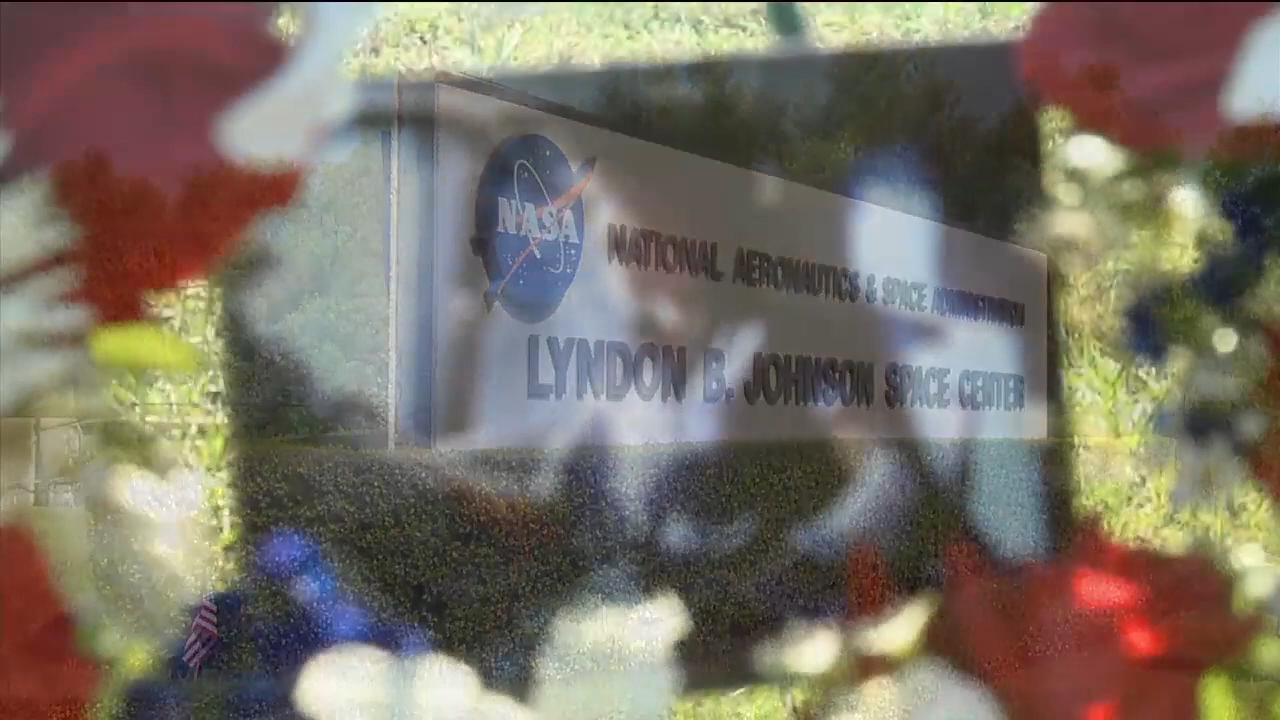 NASA
NATIONAL AERONAUTICS & SPACE ADMINISTRATION
LYNDON B. JOHNSON SPACE CENTER